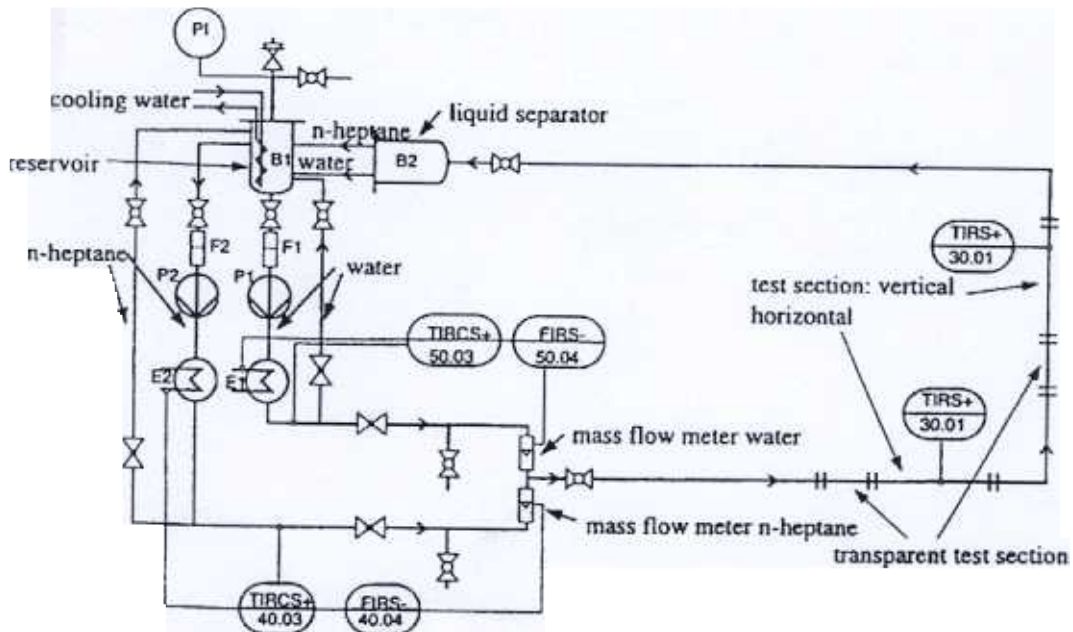 PI
cooling water
liquid separator
n-heptane
reservoir
B1
water
B2
F2
F1
n-heptane
P2
P1
water
TIRS+
30.01
test section: vertical
horizontal
TIRCS+
50.03
FIRS-
50.04
E2
E1
TIRS+
30.01
mass flow meter water
mass flow meter n-heptane
transparent test section
TIRCS+
40.03
FIRS-
40.04